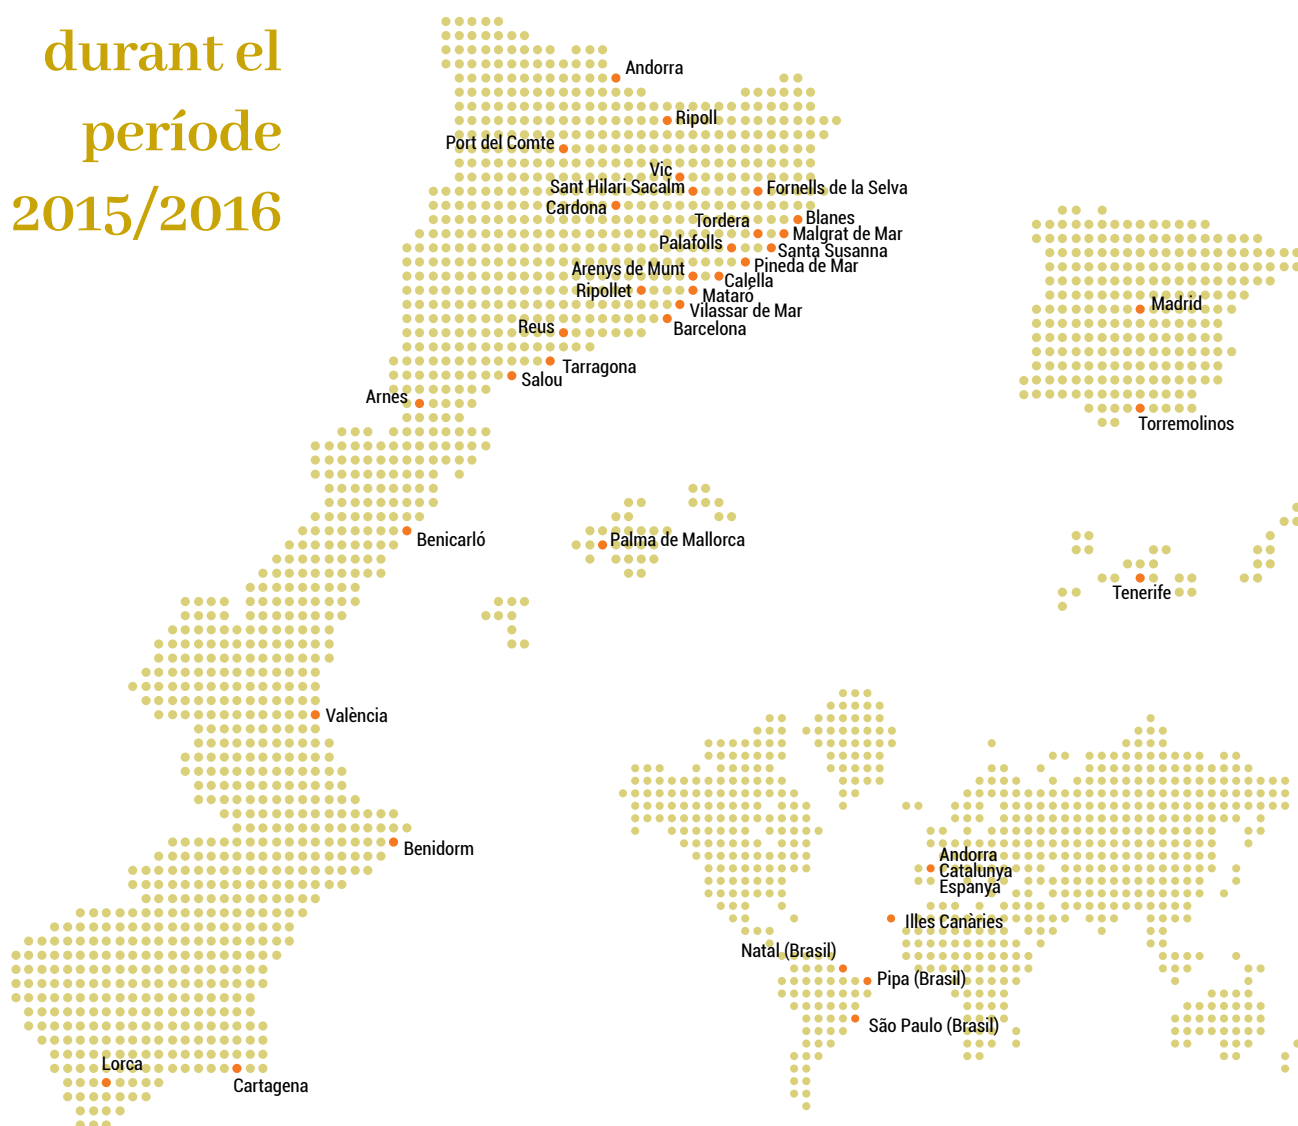 durant el
període
2015/2016
Andorra
Ripoll
Port del Comte
Vic
Sant Hilari Sacalm
Fornells de la Selva
Cardona
Blanes
Tordera
Malgrat de Mar
Palafolls
Santa Susanna
Pineda de Mar
Arenys de Munt
Calella
Ripollet
Mataró
Vilassar de Mar
Reus
Barcelona
Tarragona
Salou
Arnes
Madrid
Torremolinos
Benicarló
Palma de Mallorca
Tenerife
València
Benidorm
Andorra
Catalunya
Espanya
Illes Canàries
Natal (Brasil)
Pipa (Brasil)
São Paulo (Brasil)
Lorca
Cartagena